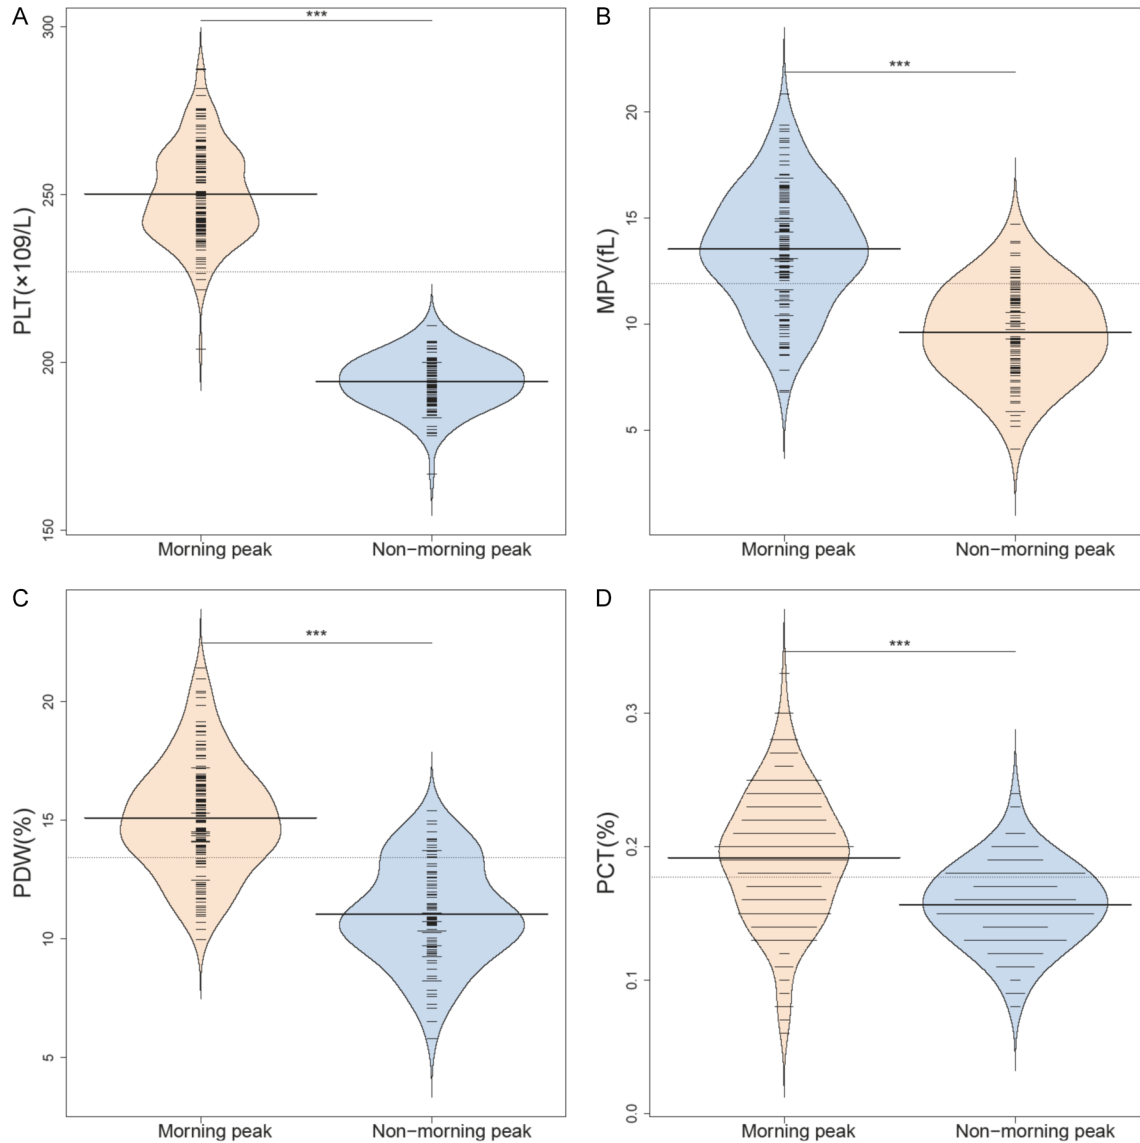 A
***
PLT(×109/L)
300
250
200
150
Morning peak
Non−morning peak
B
***
MPV(fL)
20
15
10
5
Morning peak
Non−morning peak
C
***
PDW(%)
20
15
10
5
Morning peak
Non−morning peak
D
***
PCT(%)
0.3
0.2
0.1
0.0
Morning peak
Non−morning peak